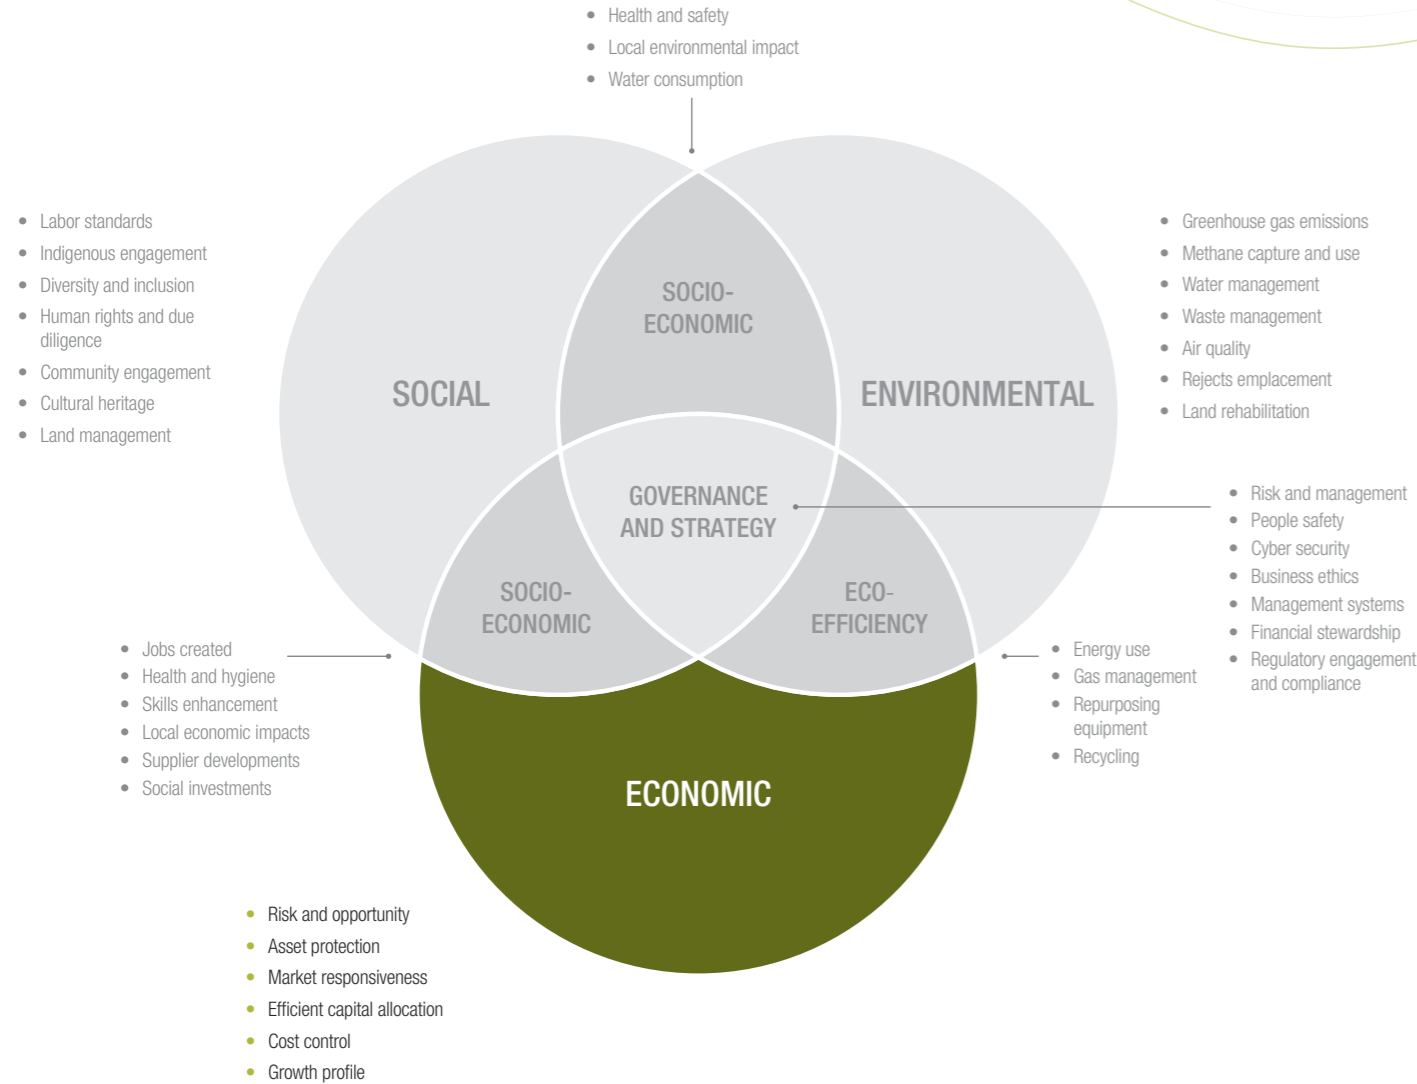 • Health and safety
• Local environmental impact
• Water consumption
• Labor standards
• Indigenous engagement
• Diversity and inclusion
• Human rights and due
diligence
• Community engagement
• Cultural heritage
• Land management
SOCIO-
ECONOMIC
SOCIAL
ENVIRONMENTAL
• Greenhouse gas emissions
• Methane capture and use
• Water management
• Waste management
• Air quality
• Rejects emplacement
• Land rehabilitation
GOVERNANCE
AND STRATEGY
• Risk and management
• People safety
• Cyber security
• Business ethics
• Management systems
• Financial stewardship
• Regulatory engagement
and compliance
SOCIO-
ECONOMIC
ECO-
EFFICIENCY
• Jobs created
• Health and hygiene
• Skills enhancement
• Local economic impacts
• Supplier developments
• Social investments
• Energy use
• Gas management
• Repurposing
equipment
• Recycling
ECONOMIC
• Risk and opportunity
• Asset protection
• Market responsiveness
• Efficient capital allocation
• Cost control
• Growth profile